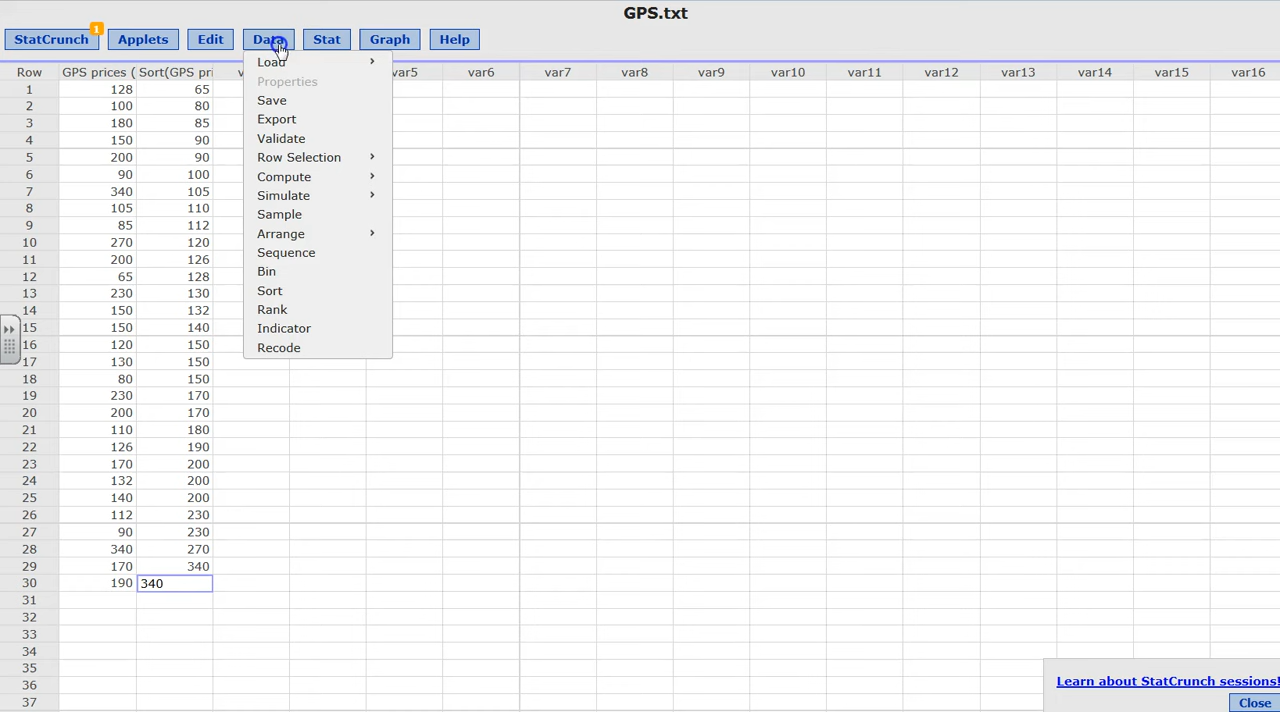 GPS.txt
StatCrunch 1 Applets Edit Data Stat Graph Help
Row GPS prices ( Sort(GPS pri v var5 var6 var7 var8 var9 var10 var11 var12 var13 var14 var15 var16
Load
Properties
Save
Export
Validate
Row Selection
Compute
Simulate
Sample
Arrange
Sequence
Bin
Sort
Rank
Indicator
Recode
1 128 65
2 100 80
3 180 85
4 150 90
5 200 90
6 90 100
7 340 105
8 105 110
9 85 112
10 270 120
11 200 126
12 65 128
13 230 130
14 150 132
15 150 140
16 120 150
17 130 150
18 80 150
19 230 170
20 200 170
21 110 180
22 126 190
23 170 200
24 132 200
25 140 200
26 112 230
27 90 230
28 340 270
29 170 340
30 190 340
31
32
33
34
35
36
37
Learn about StatCrunch sessions!
Close